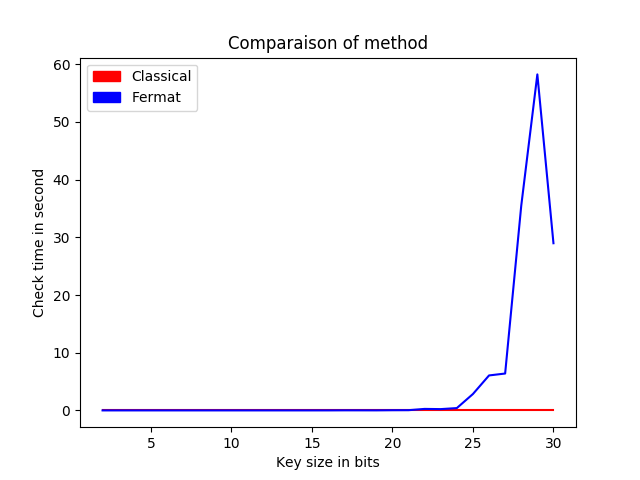 Comparaison of method
Classical
Fermat
Check time in second
60
50
40
30
20
10
0
5
10
15
20
25
30
Key size in bits